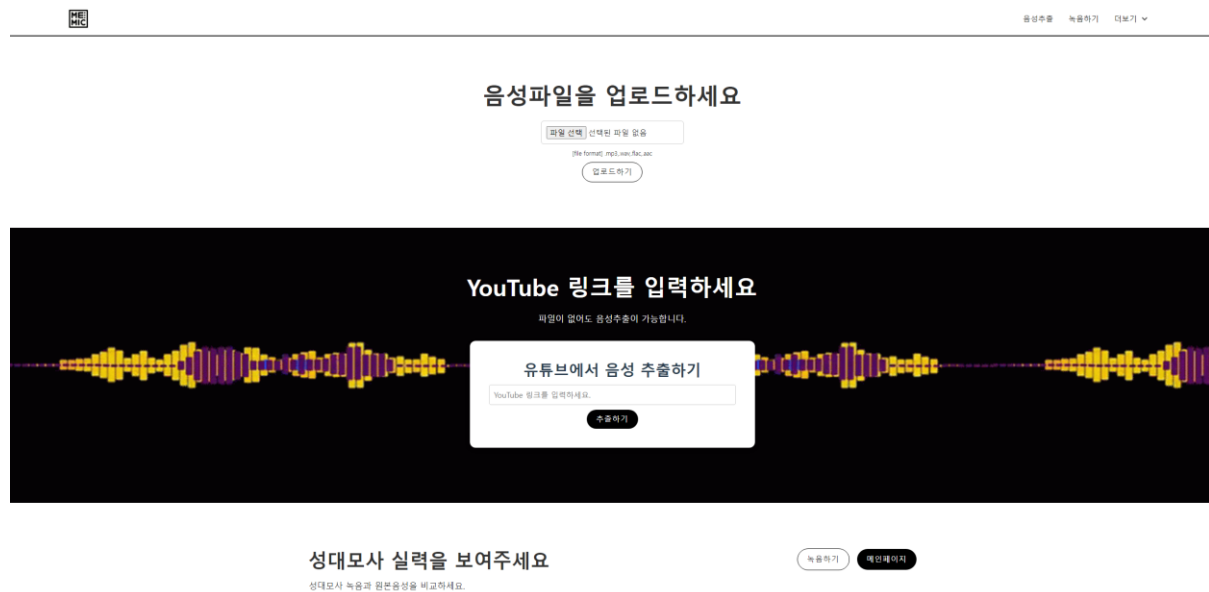 ME
MIC
음성추출 녹음하기 더보기
음성파일을 업로드하세요
파일 선택 선택된 파일 없음
[file format] mp3,wav,flac,aac
업로드하기
YouTube 링크를 입력하세요
파일이 없어도 음성추출이 가능합니다.
유튜브에서 음성 추출하기
YouTube 링크를 입력하세요.
추출하기
성대모사 실력을 보여주세요
녹음하기 메인페이지
성대모사 녹음과 원본음성을 비교하세요.